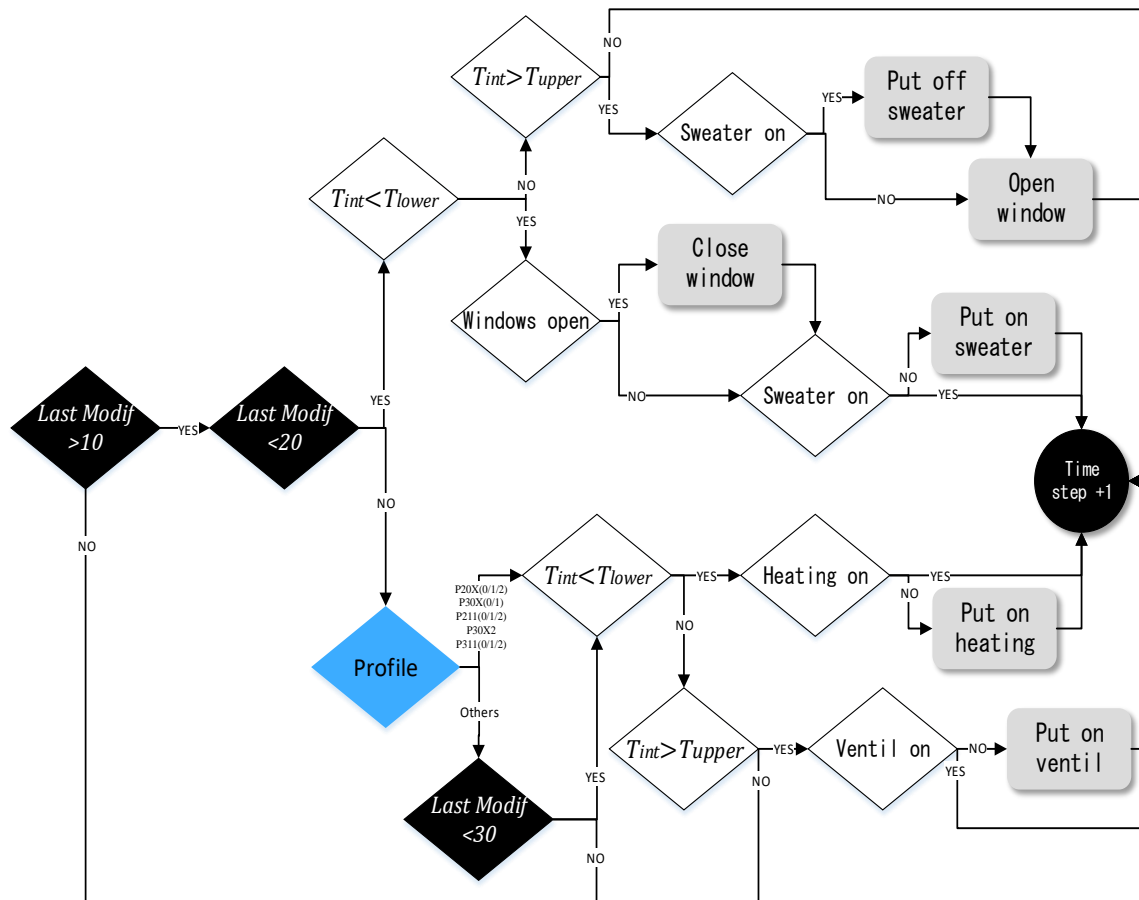 NO
Tint>Tupper
YES
Sweater on
YES
Put off
sweater
NO
Open
window
Tint<Tlower
NO
YES
Windows open
YES
Close
window
NO
Sweater on
NO
Put on
sweater
YES
Last Modif
>10
YES
Last Modif
<20
YES
NO
NO
Time
step +1
Profile
P20X(0/1/2)
P30X(0/1)
P211(0/1/2)
P30X2
P311(0/1/2)
Others
Tint<Tlower
YES
Heating on
YES
NO
Put on
heating
NO
Tint>Tupper
YES
Ventil on
NO
YES
Put on
ventil
NO
Last Modif
<30
YES
NO